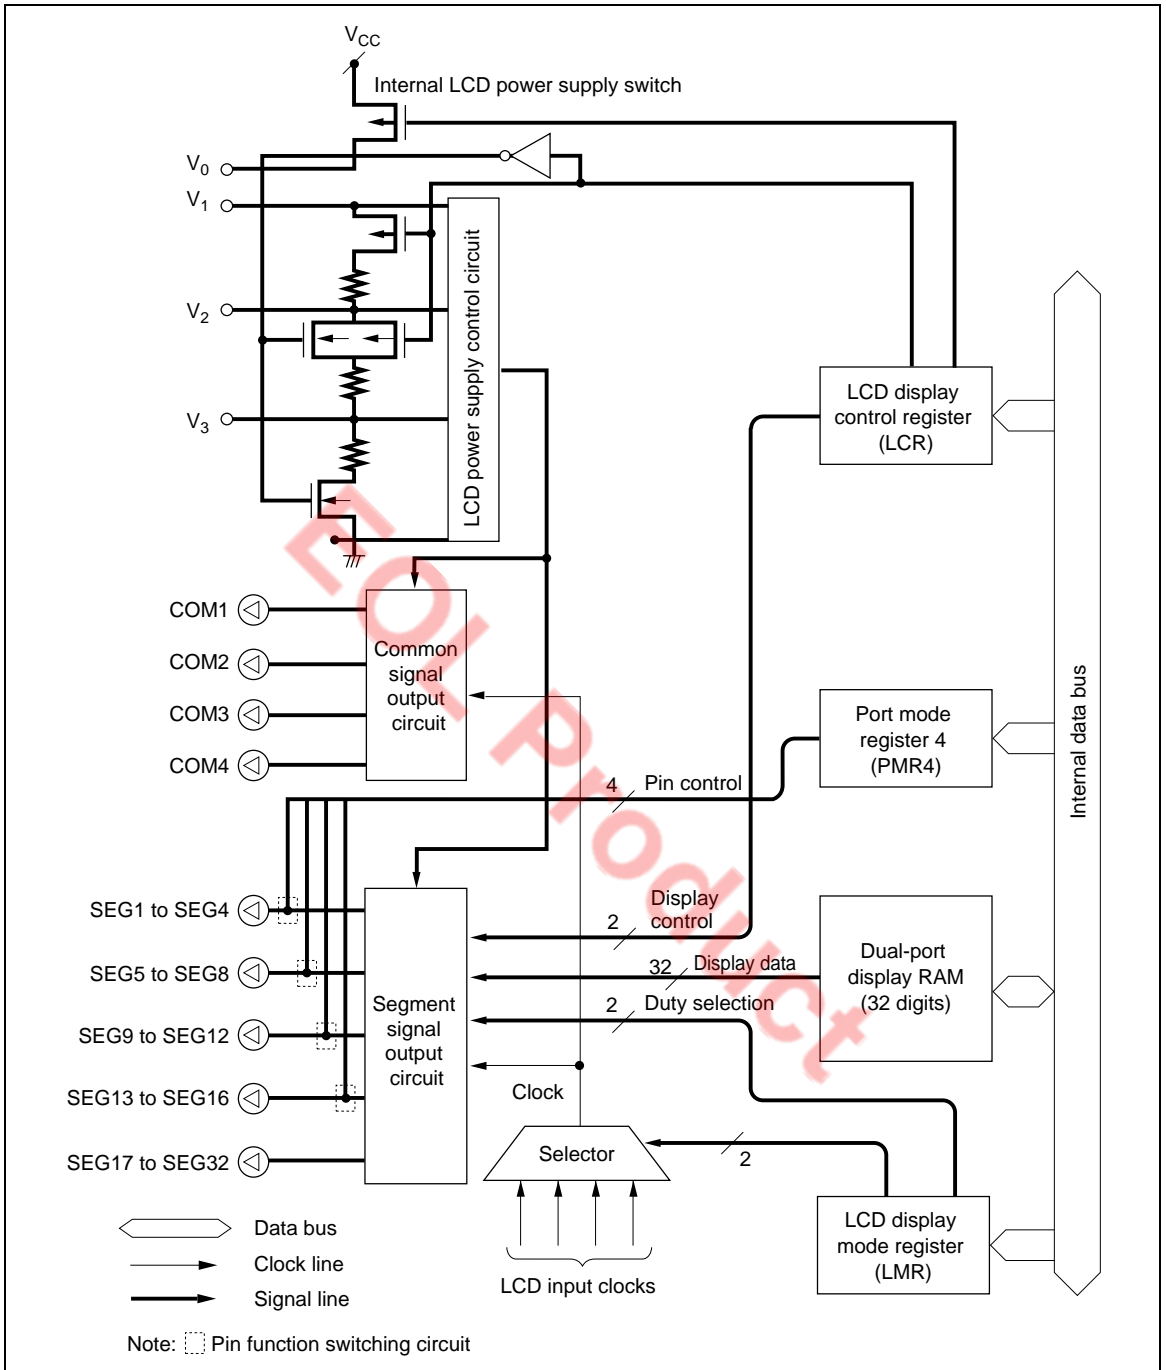 VCC
Internal LCD power supply switch
V0
V1
V2
V3
LCD power supply control circuit
LCD display
control register
(LCR)
Internal data bus
COM1
COM2
COM3
COM4
Common
signal
output
circuit
Port mode
register 4
(PMR4)
4
Pin control
SEG1 to SEG4
SEG5 to SEG8
SEG9 to SEG12
SEG13 to SEG16
SEG17 to SEG32
Segment
signal
output
circuit
Display
control
2
32
Display data
2
Duty selection
Dual-port
display RAM
(32 digits)
Clock
Selector
2
LCD input clocks
LCD display
mode register
(LMR)
Data bus
Clock line
Signal line
Note: Pin function switching circuit
EOL Product